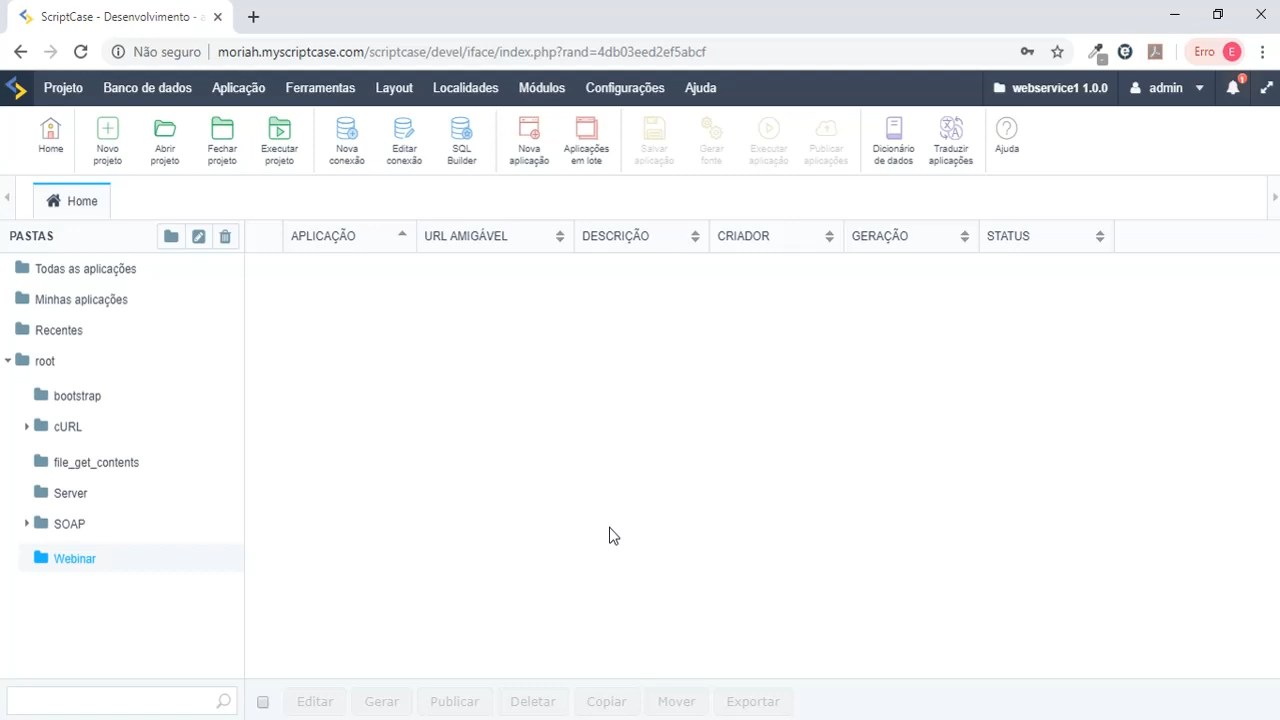 ScriptCase - Desenvolvimento - a
Não seguro moriah.myscriptcase.com/scriptcase/devel/iface/index.php?rand=4db03eed2ef5abcf Erro E
Projeto Banco de dados Aplicação Ferramentas Layout Localidades Módulos Configurações Ajuda webservice1 1.0.0 admin 1
Home Novo projeto Abrir projeto Fechar projeto Executar projeto Nova conexão Editar conexão SQL Builder Nova aplicação Aplicações em lote Salvar aplicação Gerar fonte Executar aplicação Publicar aplicações Dicionário de dados Traduzir aplicações Ajuda
Home
PASTAS APLICAÇÃO URL AMIGÁVEL DESCRIÇÃO CRIADOR GERAÇÃO STATUS
Todas as aplicações
Minhas aplicações
Recentes
root
bootstrap
cURL
file_get_contents
Server
SOAP
Webinar
Editar Gerar Publicar Deletar Copiar Mover Exportar